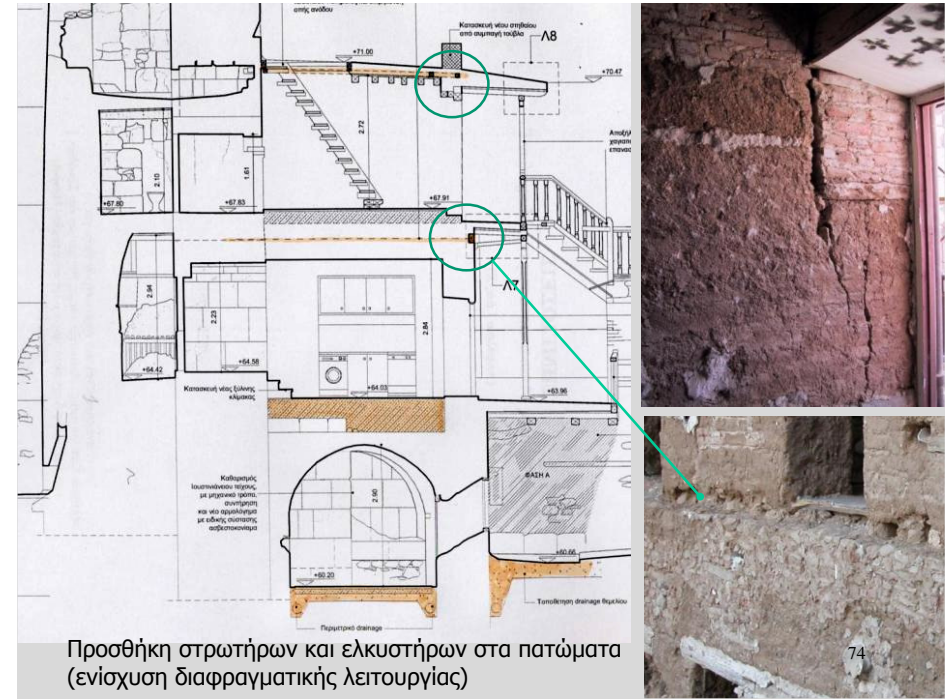 οπής ανόδου
Κατασκευή νέου στηθαίου
από συμπαγή τούβλα
Λ8
+71.00
+70.47
2.72
2.10
1.61
+67.80
+67.83
+67.91
Λ7
2.94
2.23
2.84
+64.42
+64.58
+64.03
+63.96
Κατασκευή νέας ξύλινης
κλίμακας
Καθαρισμός
Ιουστινιάνειου τείχους,
με μηχανικό τρόπο,
συντήρηση
και νέο αρμολόγημα
με ειδικής σύστασης
ασβεστοκονίαμα
2.90
ΦΑΣΗ Α
+60.20
+60.66
Τοποθέτηση drainage θεμελίου
Περιμετρικό drainage
Προσθήκη στρωτήρων και ελκυστήρων στα πατώματα
(ενίσχυση διαφραγματικής λειτουργίας)
74